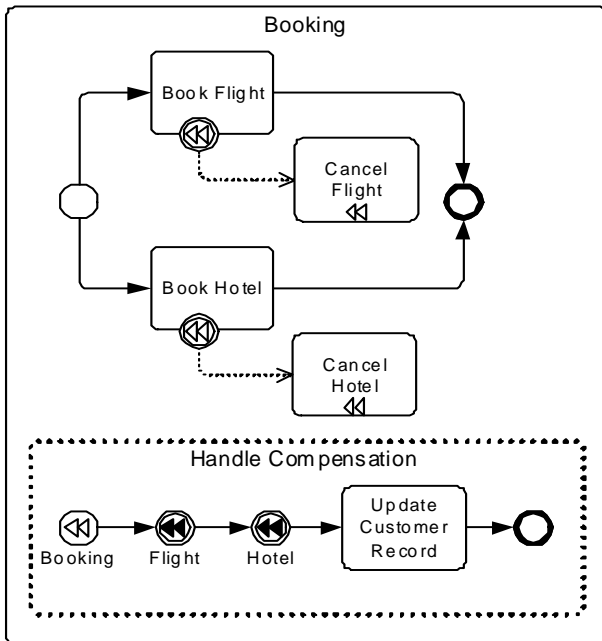 Booking
Book Flight
Cancel
Flight
Book Hotel
Cancel
Hotel
Handle Compensation
Update
Customer
Record
Booking
Flight
Hotel